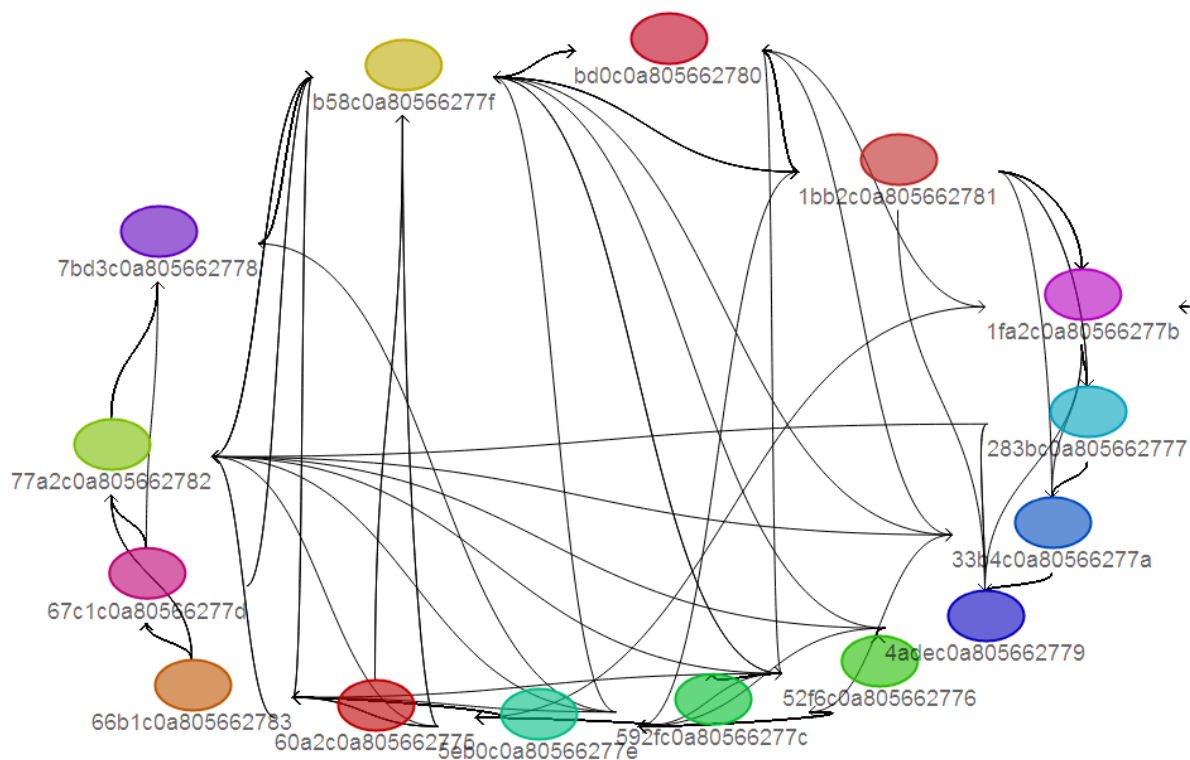 bd0c0a805662780
b58c0a80566277f
1bb2c0a805662781
7bd3c0a805662778
1fa2c0a80566277b
283bc0a805662777
77a2c0a805662782
33b4c0a80566277a
67c1c0a80566277d
4adec0a805662779
52f6c0a805662776
66b1c0a805662783
592fc0a80566277c
60a2c0a805662775
5eb0c0a80566277e